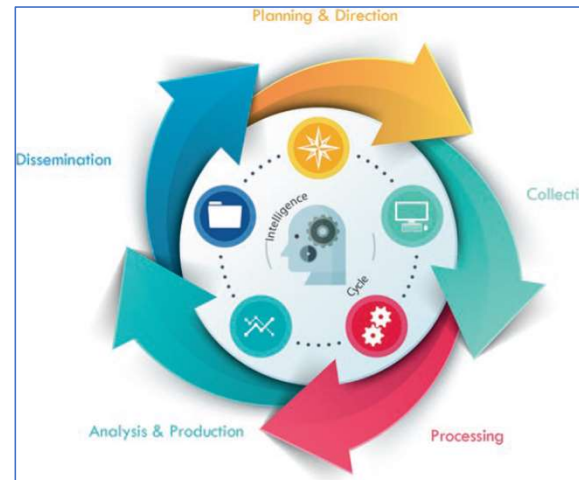 Planning & Direction
Dissemination
Collecti
Intelligence
Cycle
Analysis & Production
Processing